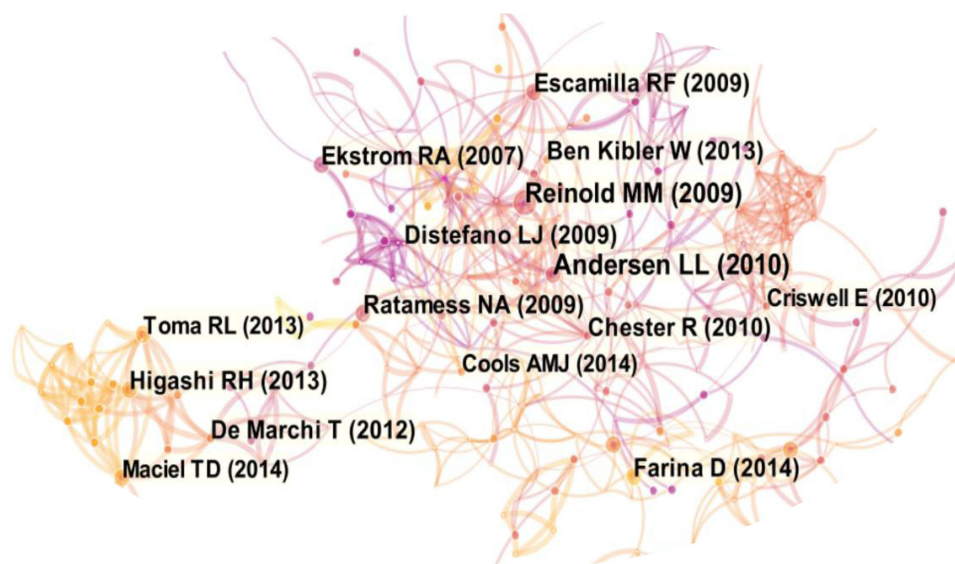 Escamilla RF (2009)
Ekstrom RA (2007)
Ben Kibler W (2013)
Reinold MM (2009)
Distefano LJ (2009)
Andersen LL (2010)
Criswell E (2010)
Ratamess NA (2009)
Toma RL (2013)
Chester R (2010)
Cools AMJ (2014)
Higashi RH (2013)
De Marchi T (2012)
Maciel TD (2014)
Farina D (2014)